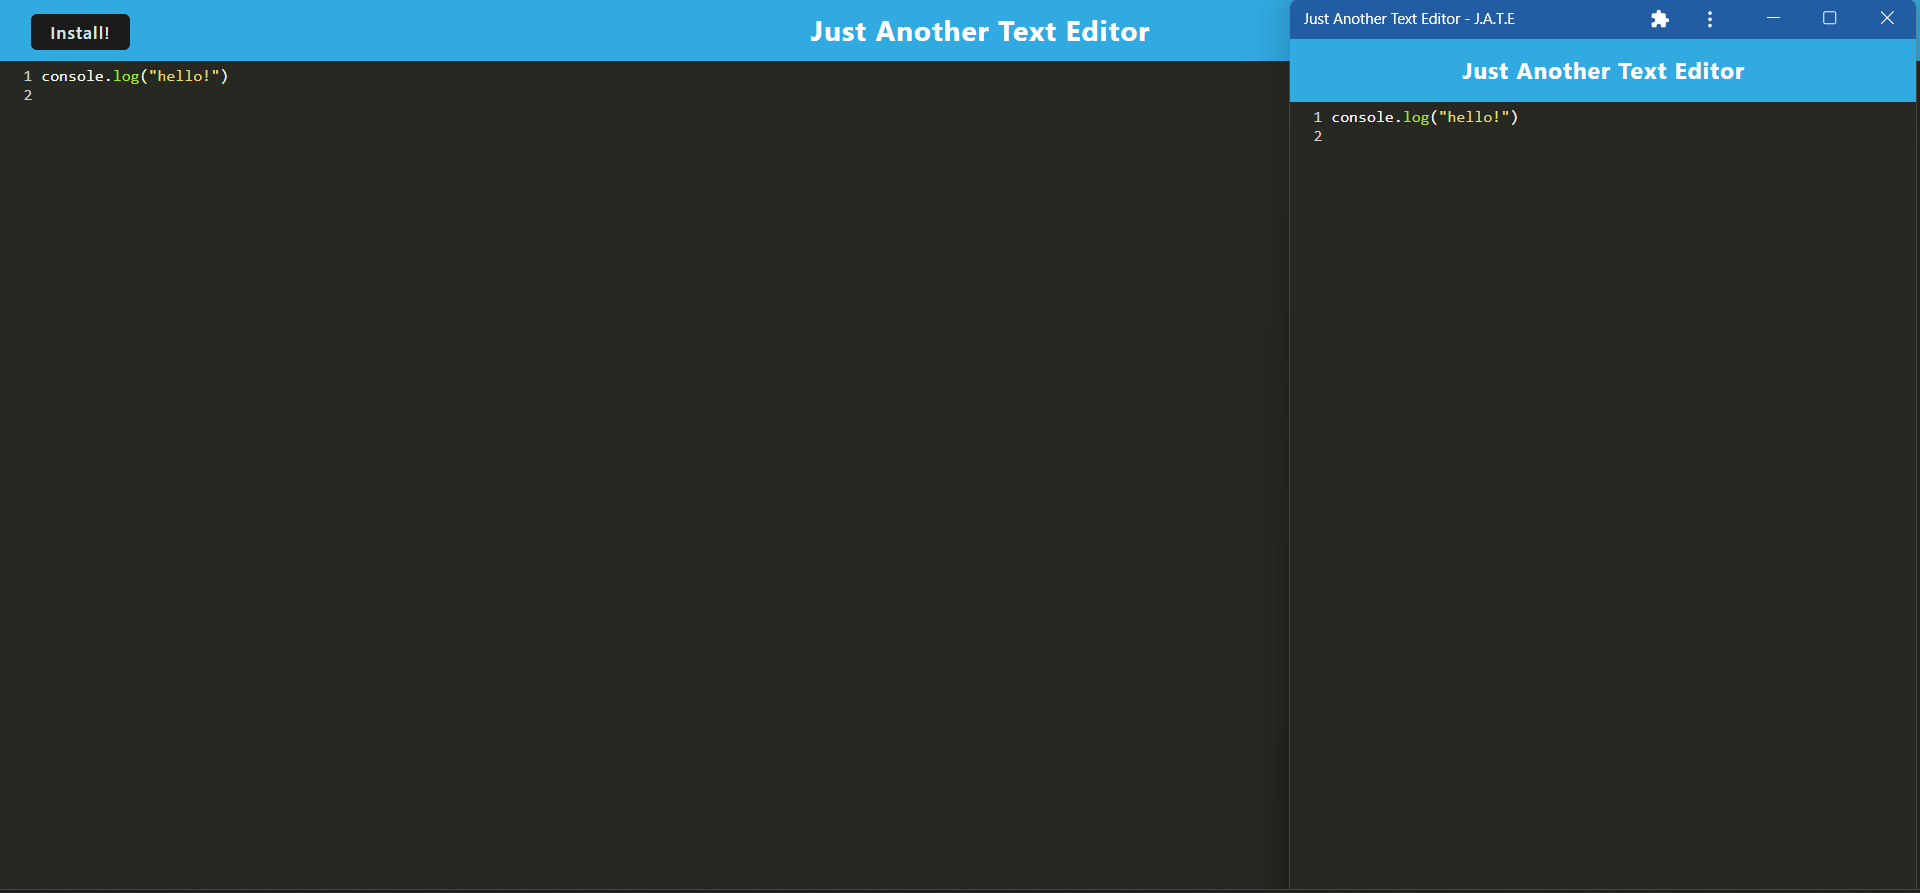 Install!
Just Another Text Editor
1 console.log("hello!")
2
Just Another Text Editor - J.A.T.E
Just Another Text Editor
1 console.log("hello!")
2